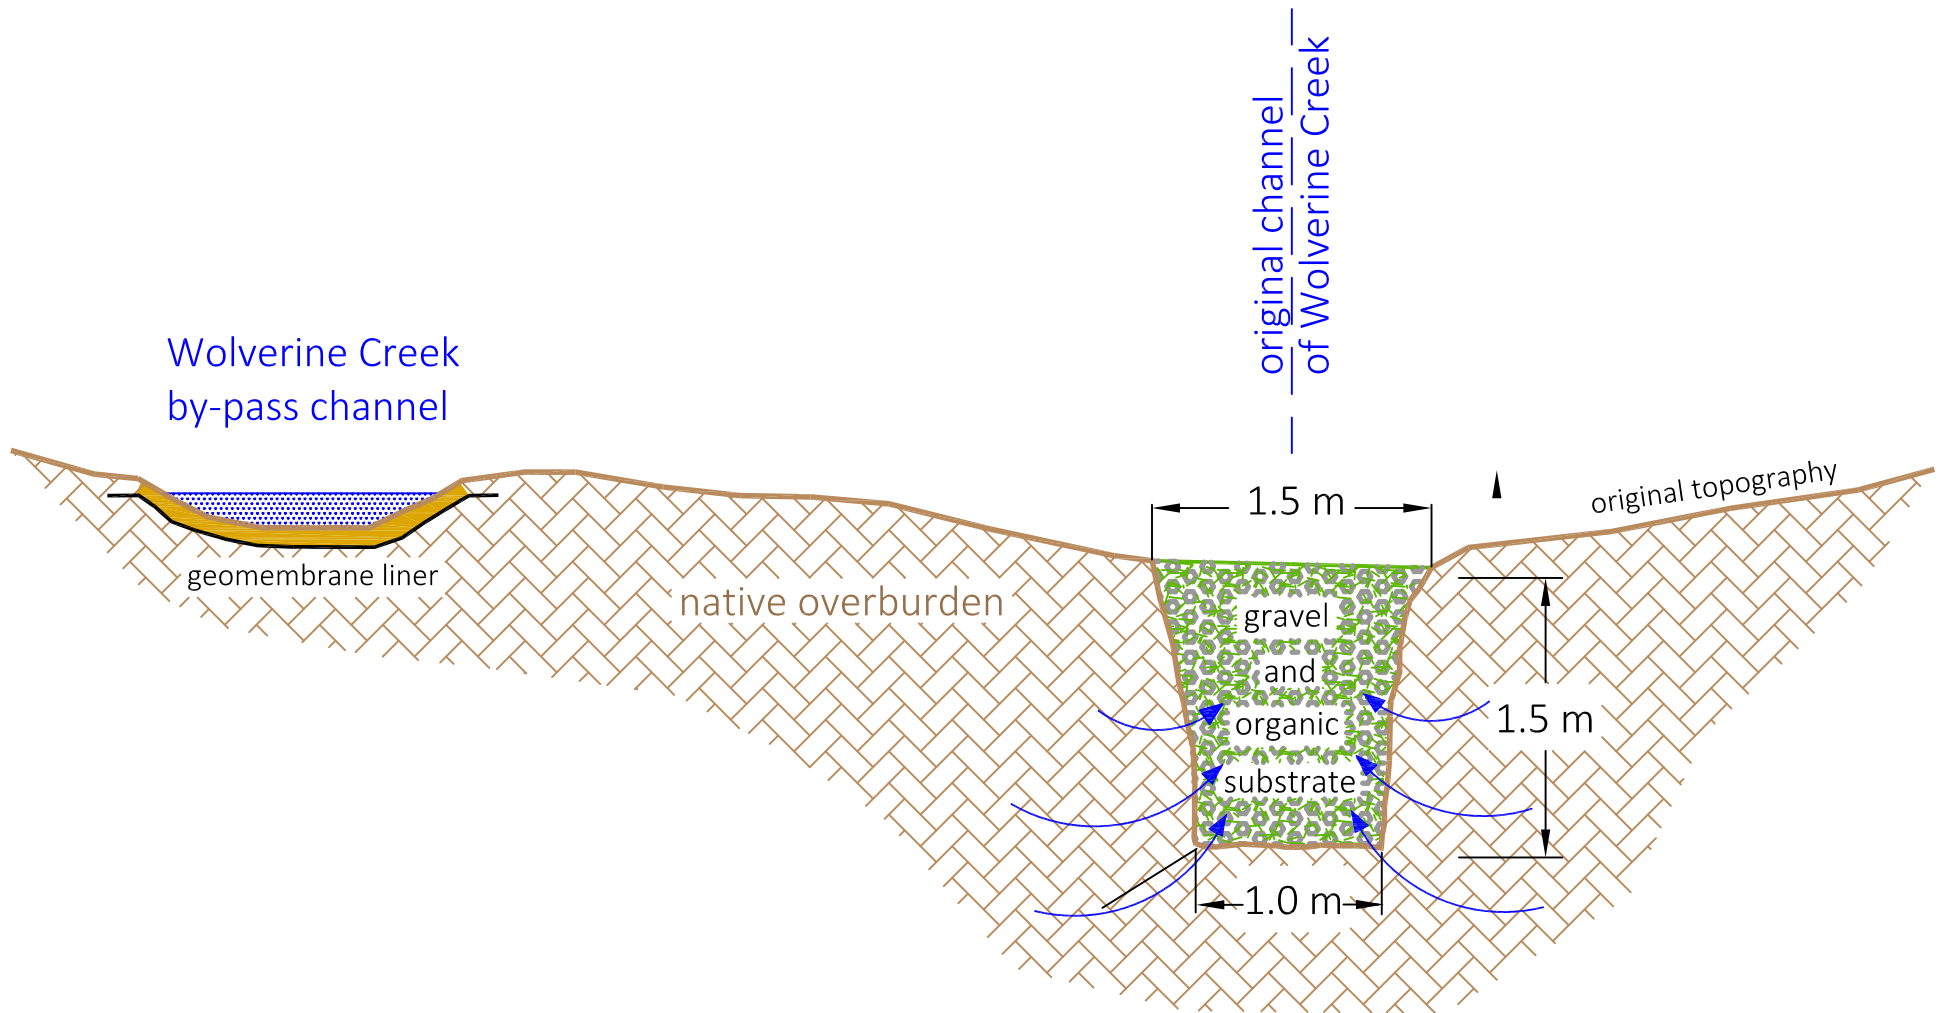 original channel
of Wolverine Creek
Wolverine Creek
by-pass channel
original topography
1.5 m
geomembrane liner
native overburden
gravel
and
organic
substrate
1.5 m
1.0 m